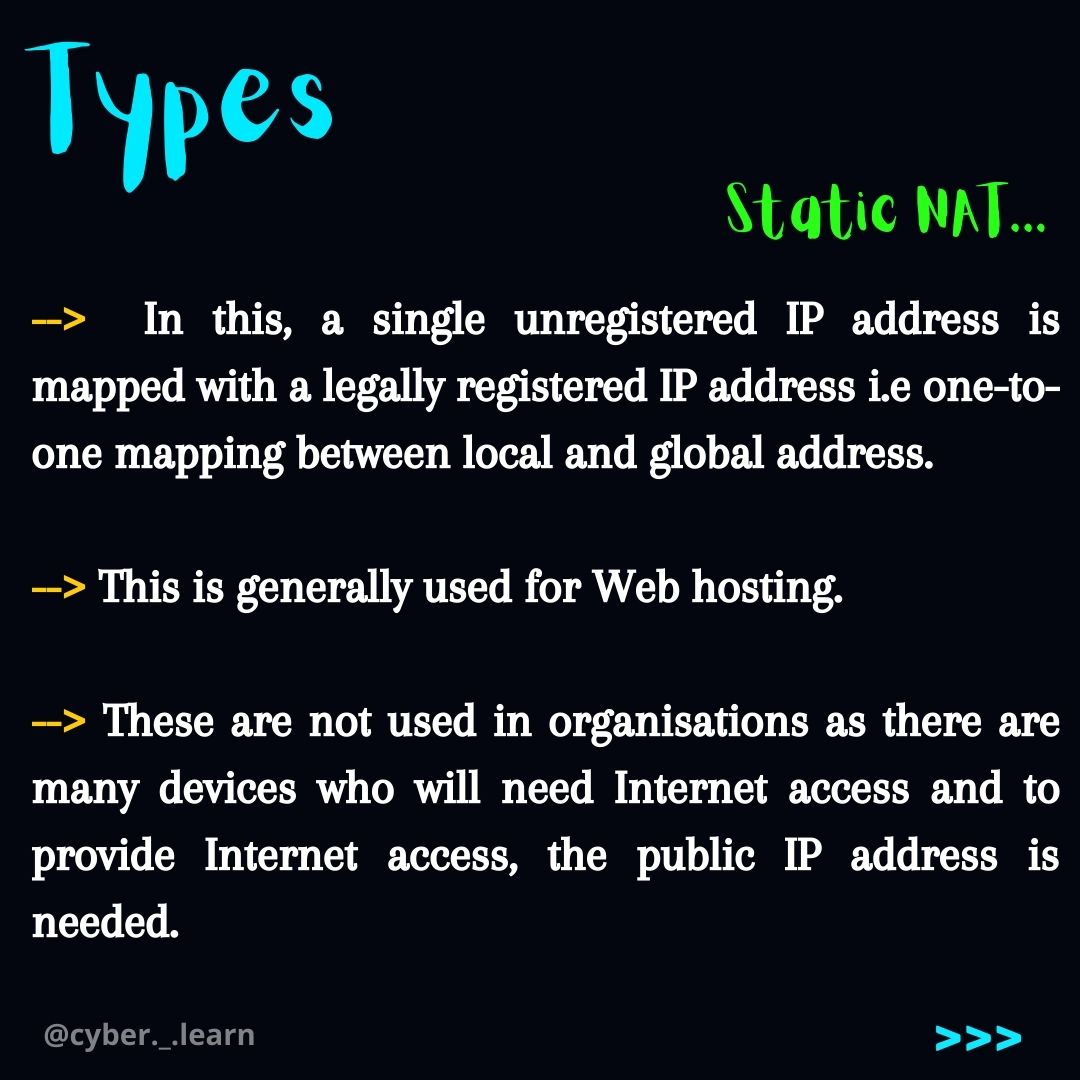 Types
Static NAT...
--> In this, a single unregistered IP address is
mapped with a legally registered IP address i.e one-to-
one mapping between local and global address.
--> This is generally used for Web hosting.
--> These are not used in organisations as there are
many devices who will need Internet access and to
provide Internet access, the public IP address is
needed.
@cyber._.learn
>>>